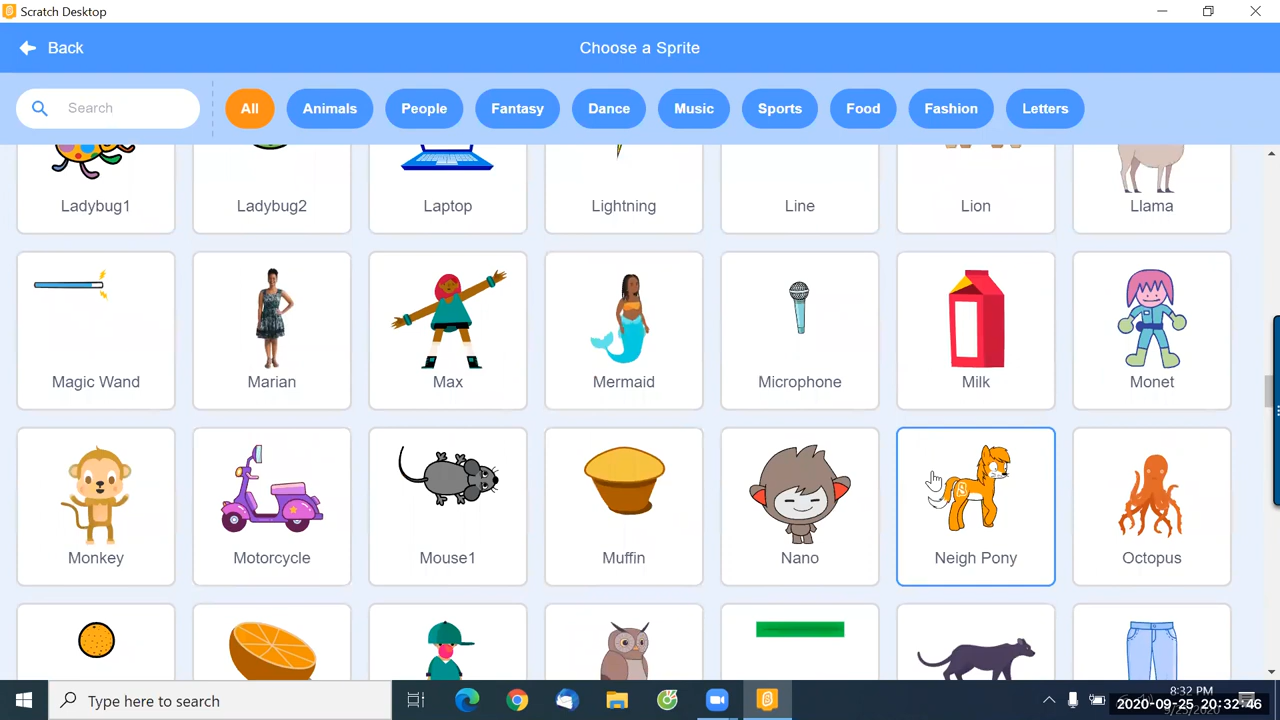 Scratch Desktop
Back
Choose a Sprite
Search
All
Animals
People
Fantasy
Dance
Music
Sports
Food
Fashion
Letters
Ladybug1
Ladybug2
Laptop
Lightning
Line
Lion
Llama
Magic Wand
Marian
Max
Mermaid
Microphone
Milk
Monet
Monkey
Motorcycle
Mouse1
Muffin
Nano
Neigh Pony
Octopus
Type here to search
8:32 PM
2020-09-25 20:32:46